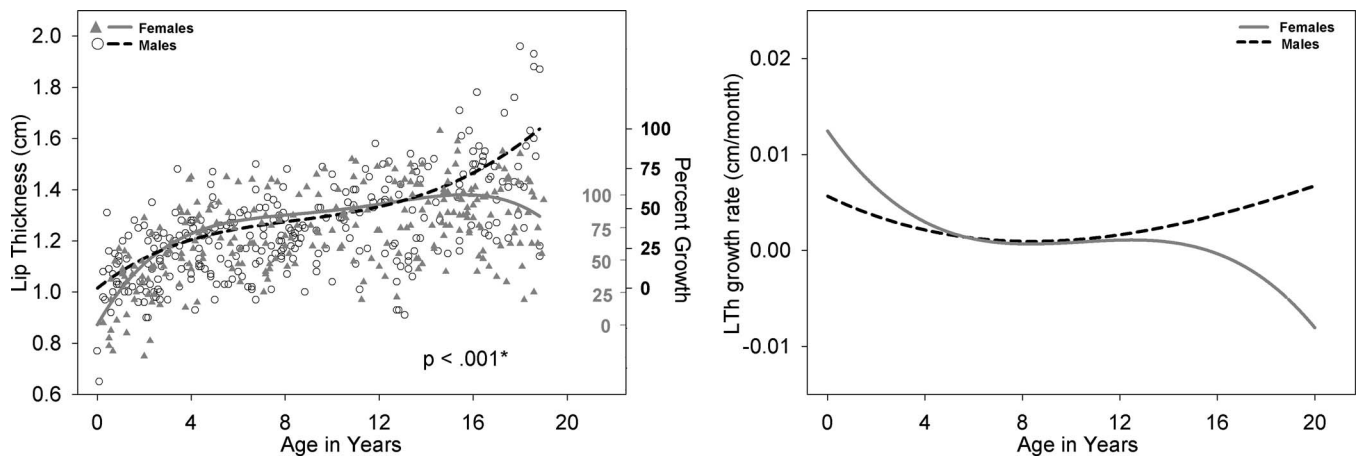 Females
Males
Lip Thickness (cm)
2.0
1.8
1.6
1.4
1.2
1.0
0.8
0.6
0 4 8 12 16 20
Age in Years
p < .001*
100
75
50
25
0
100
75
50
25
0
Percent Growth
Females
Males
LTh growth rate (cm/month)
0.02
0.01
0.00
-0.01
0 4 8 12 16 20
Age in Years